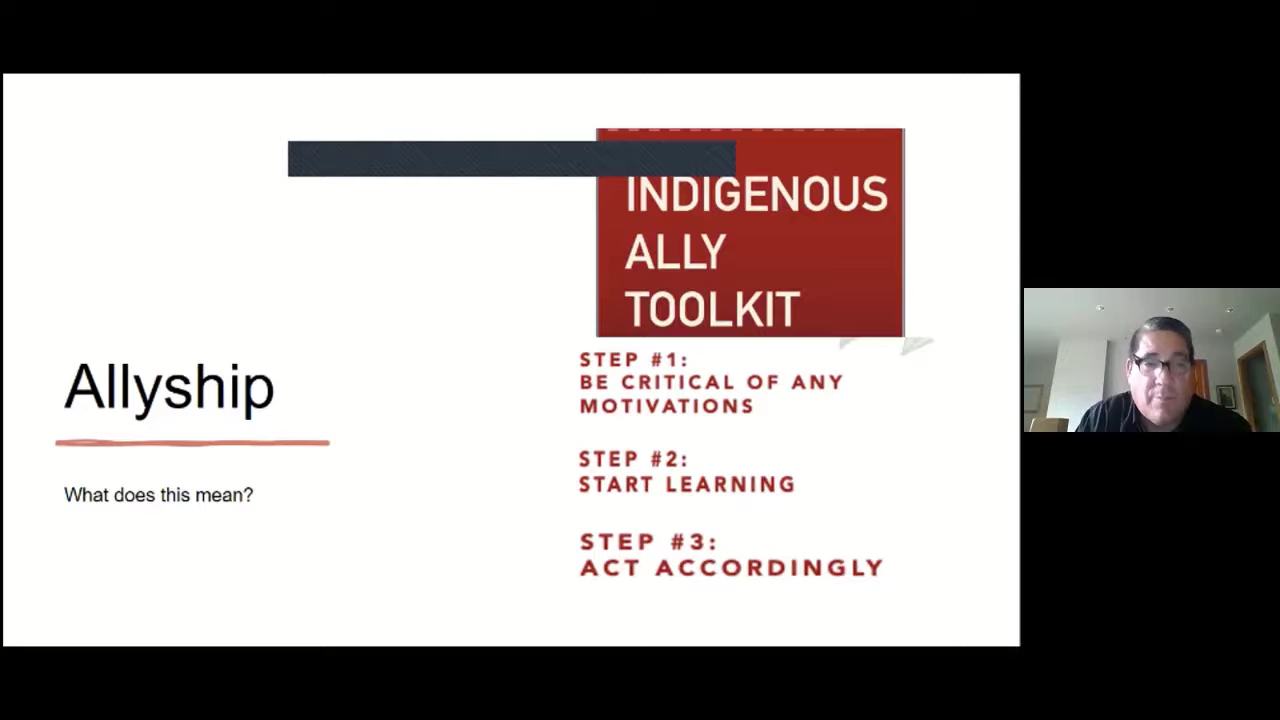 Allyship
What does this mean?
INDIGENOUS
ALLY
TOOLKIT
STEP #1:
BE CRITICAL OF ANY
MOTIVATIONS
STEP #2:
START LEARNING
STEP #3:
ACT ACCORDINGLY